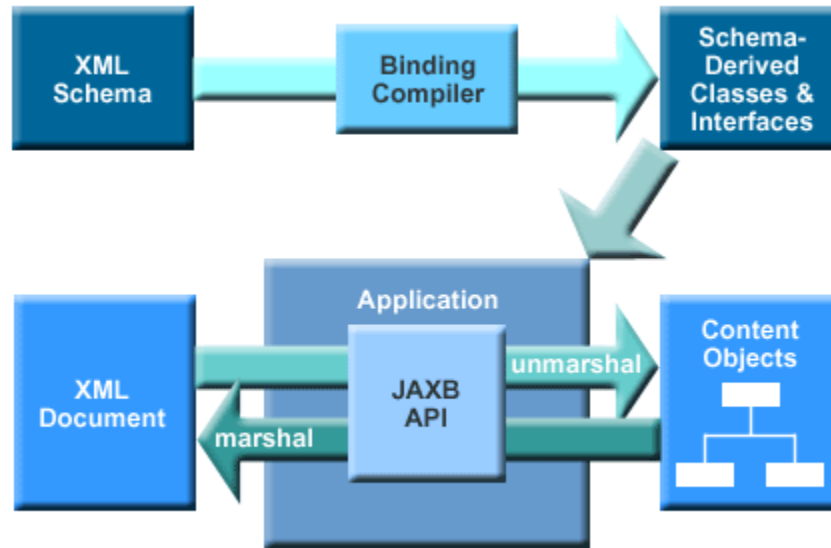 XML
Schema
Binding
Compiler
Schema-
Derived
Classes &
Interfaces
Application
XML
Document
JAXB
API
unmarshal
marshal
Content
Objects